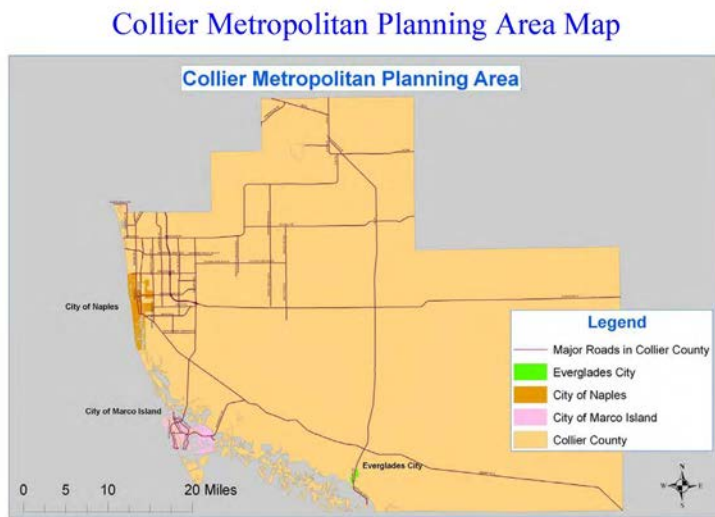 Collier Metropolitan Planning Area Map
Collier Metropolitan Planning Area
City of Naples
City of Marco Island
Everglades City
Legend
Major Roads in Collier County
Everglades City
City of Naples
City of Marco Island
Collier County
0 5 10 20 Miles
N
W E
S